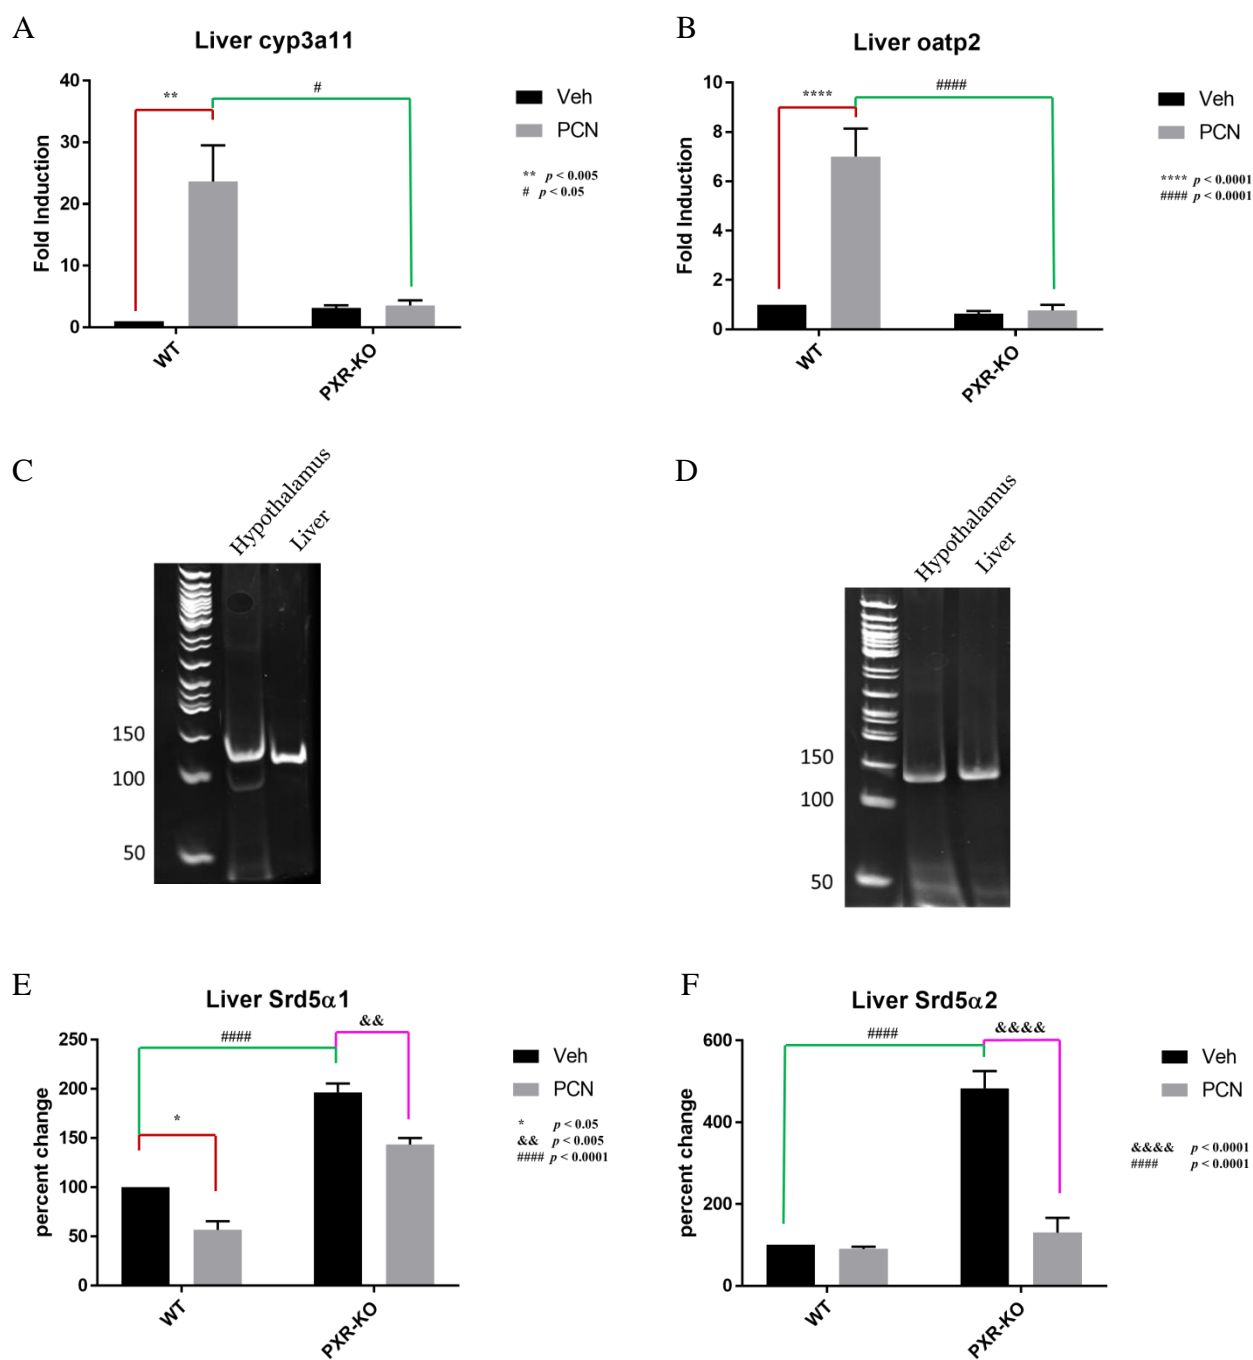 A
Liver cyp3a11
Fold Induction
40
30
20
10
0
**
#
WT
PXR-KO
Veh
PCN
** p < 0.005
# p < 0.05
B
Liver oatp2
Fold Induction
10
8
6
4
2
0
****
####
WT
PXR-KO
Veh
PCN
**** p < 0.0001
#### p < 0.0001
C
Hypothalamus
Liver
150
100
50
D
Hypothalamus
Liver
150
100
50
E
Liver Srd5α1
percent change
250
200
150
100
50
0
####
&&
*
WT
PXR-KO
Veh
PCN
* p < 0.05
&& p < 0.005
#### p < 0.0001
F
Liver Srd5α2
percent change
600
400
200
0
####
&&&&
WT
PXR-KO
Veh
PCN
&&&& p < 0.0001
#### p < 0.0001